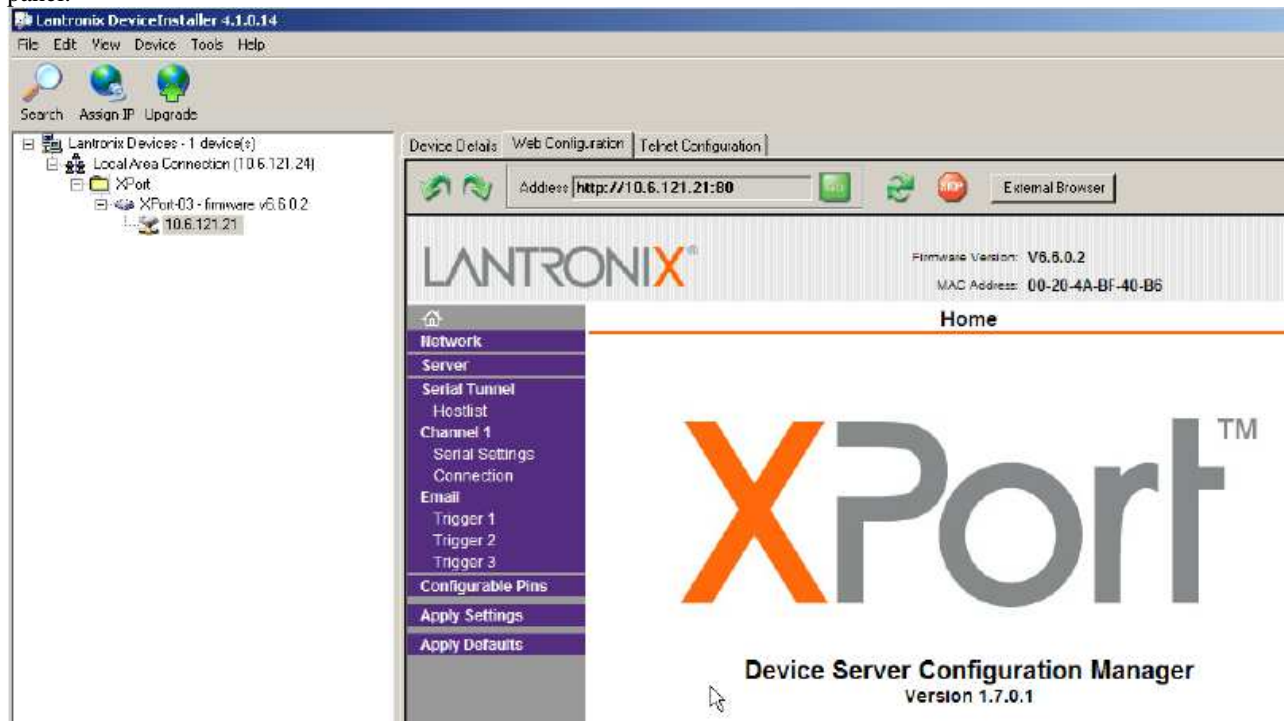 panel.
Lantronix DeviceInstaller 4.1.0.14
File Edit View Device Tools Help
Search Assign IP Upgrade
Lantronix Devices - 1 device(s)
Local Area Connection (10.6.121.24)
XPort
XPort-03 - firmware v6.6.0.2
10.6.121.21
Device Details Web Configuration Telnet Configuration
Address http://10.6.121.21:80 GO STOP External Browser
LANTRONIX®
Firmware Version: V6.6.0.2
MAC Address: 00-20-4A-BF-40-B6
Home
Network
Server
Serial Tunnel
Hostlist
Channel 1
Serial Settings
Connection
Email
Trigger 1
Trigger 2
Trigger 3
Configurable Pins
Apply Settings
Apply Defaults
XPort™
Device Server Configuration Manager
Version 1.7.0.1